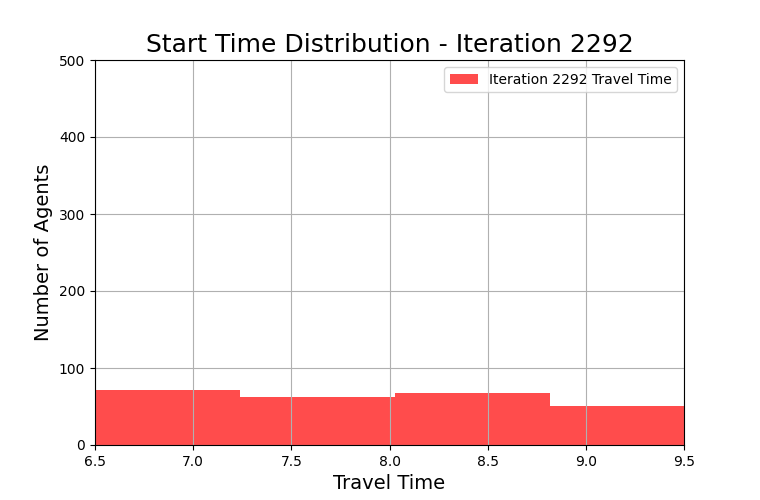 Start Time Distribution - Iteration 2292
Iteration 2292 Travel Time
Number of Agents
500
400
300
200
100
0
6.5 7.0 7.5 8.0 8.5 9.0 9.5
Travel Time